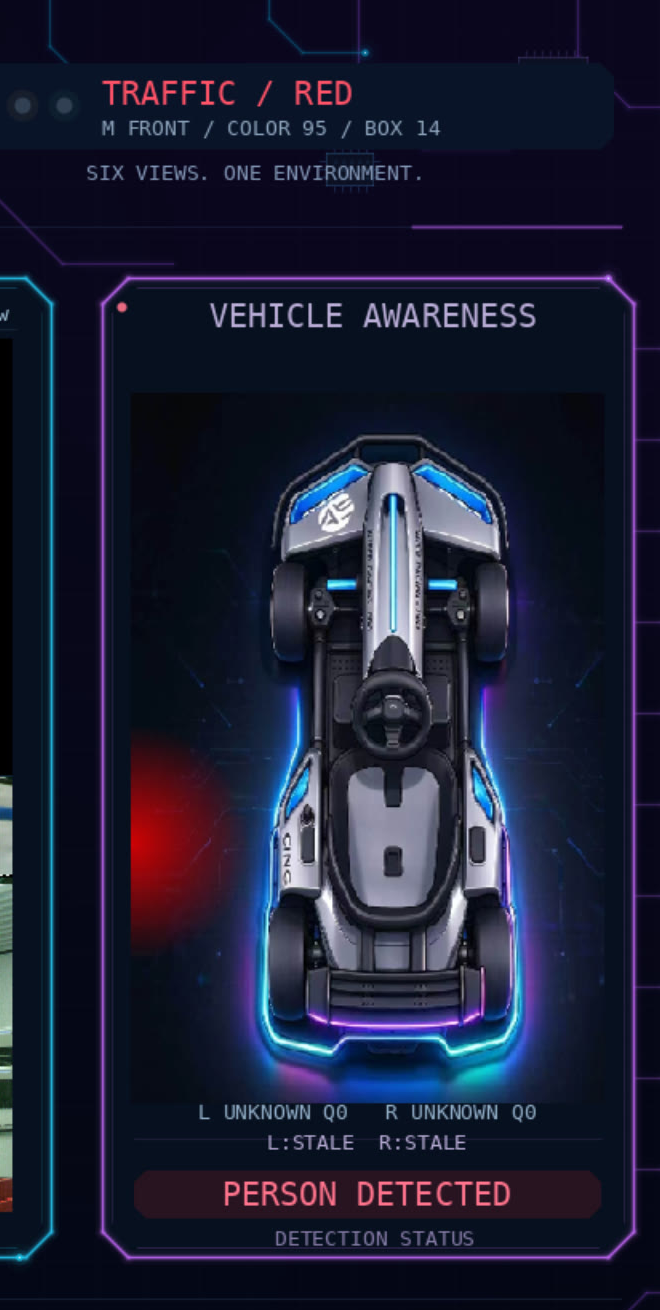 TRAFFIC / RED
M FRONT / COLOR 95 / BOX 14
SIX VIEWS. ONE ENVIRONMENT.
W
VEHICLE AWARENESS
L UNKNOWN Q0 R UNKNOWN Q0
L:STALE R:STALE
PERSON DETECTED
DETECTION STATUS